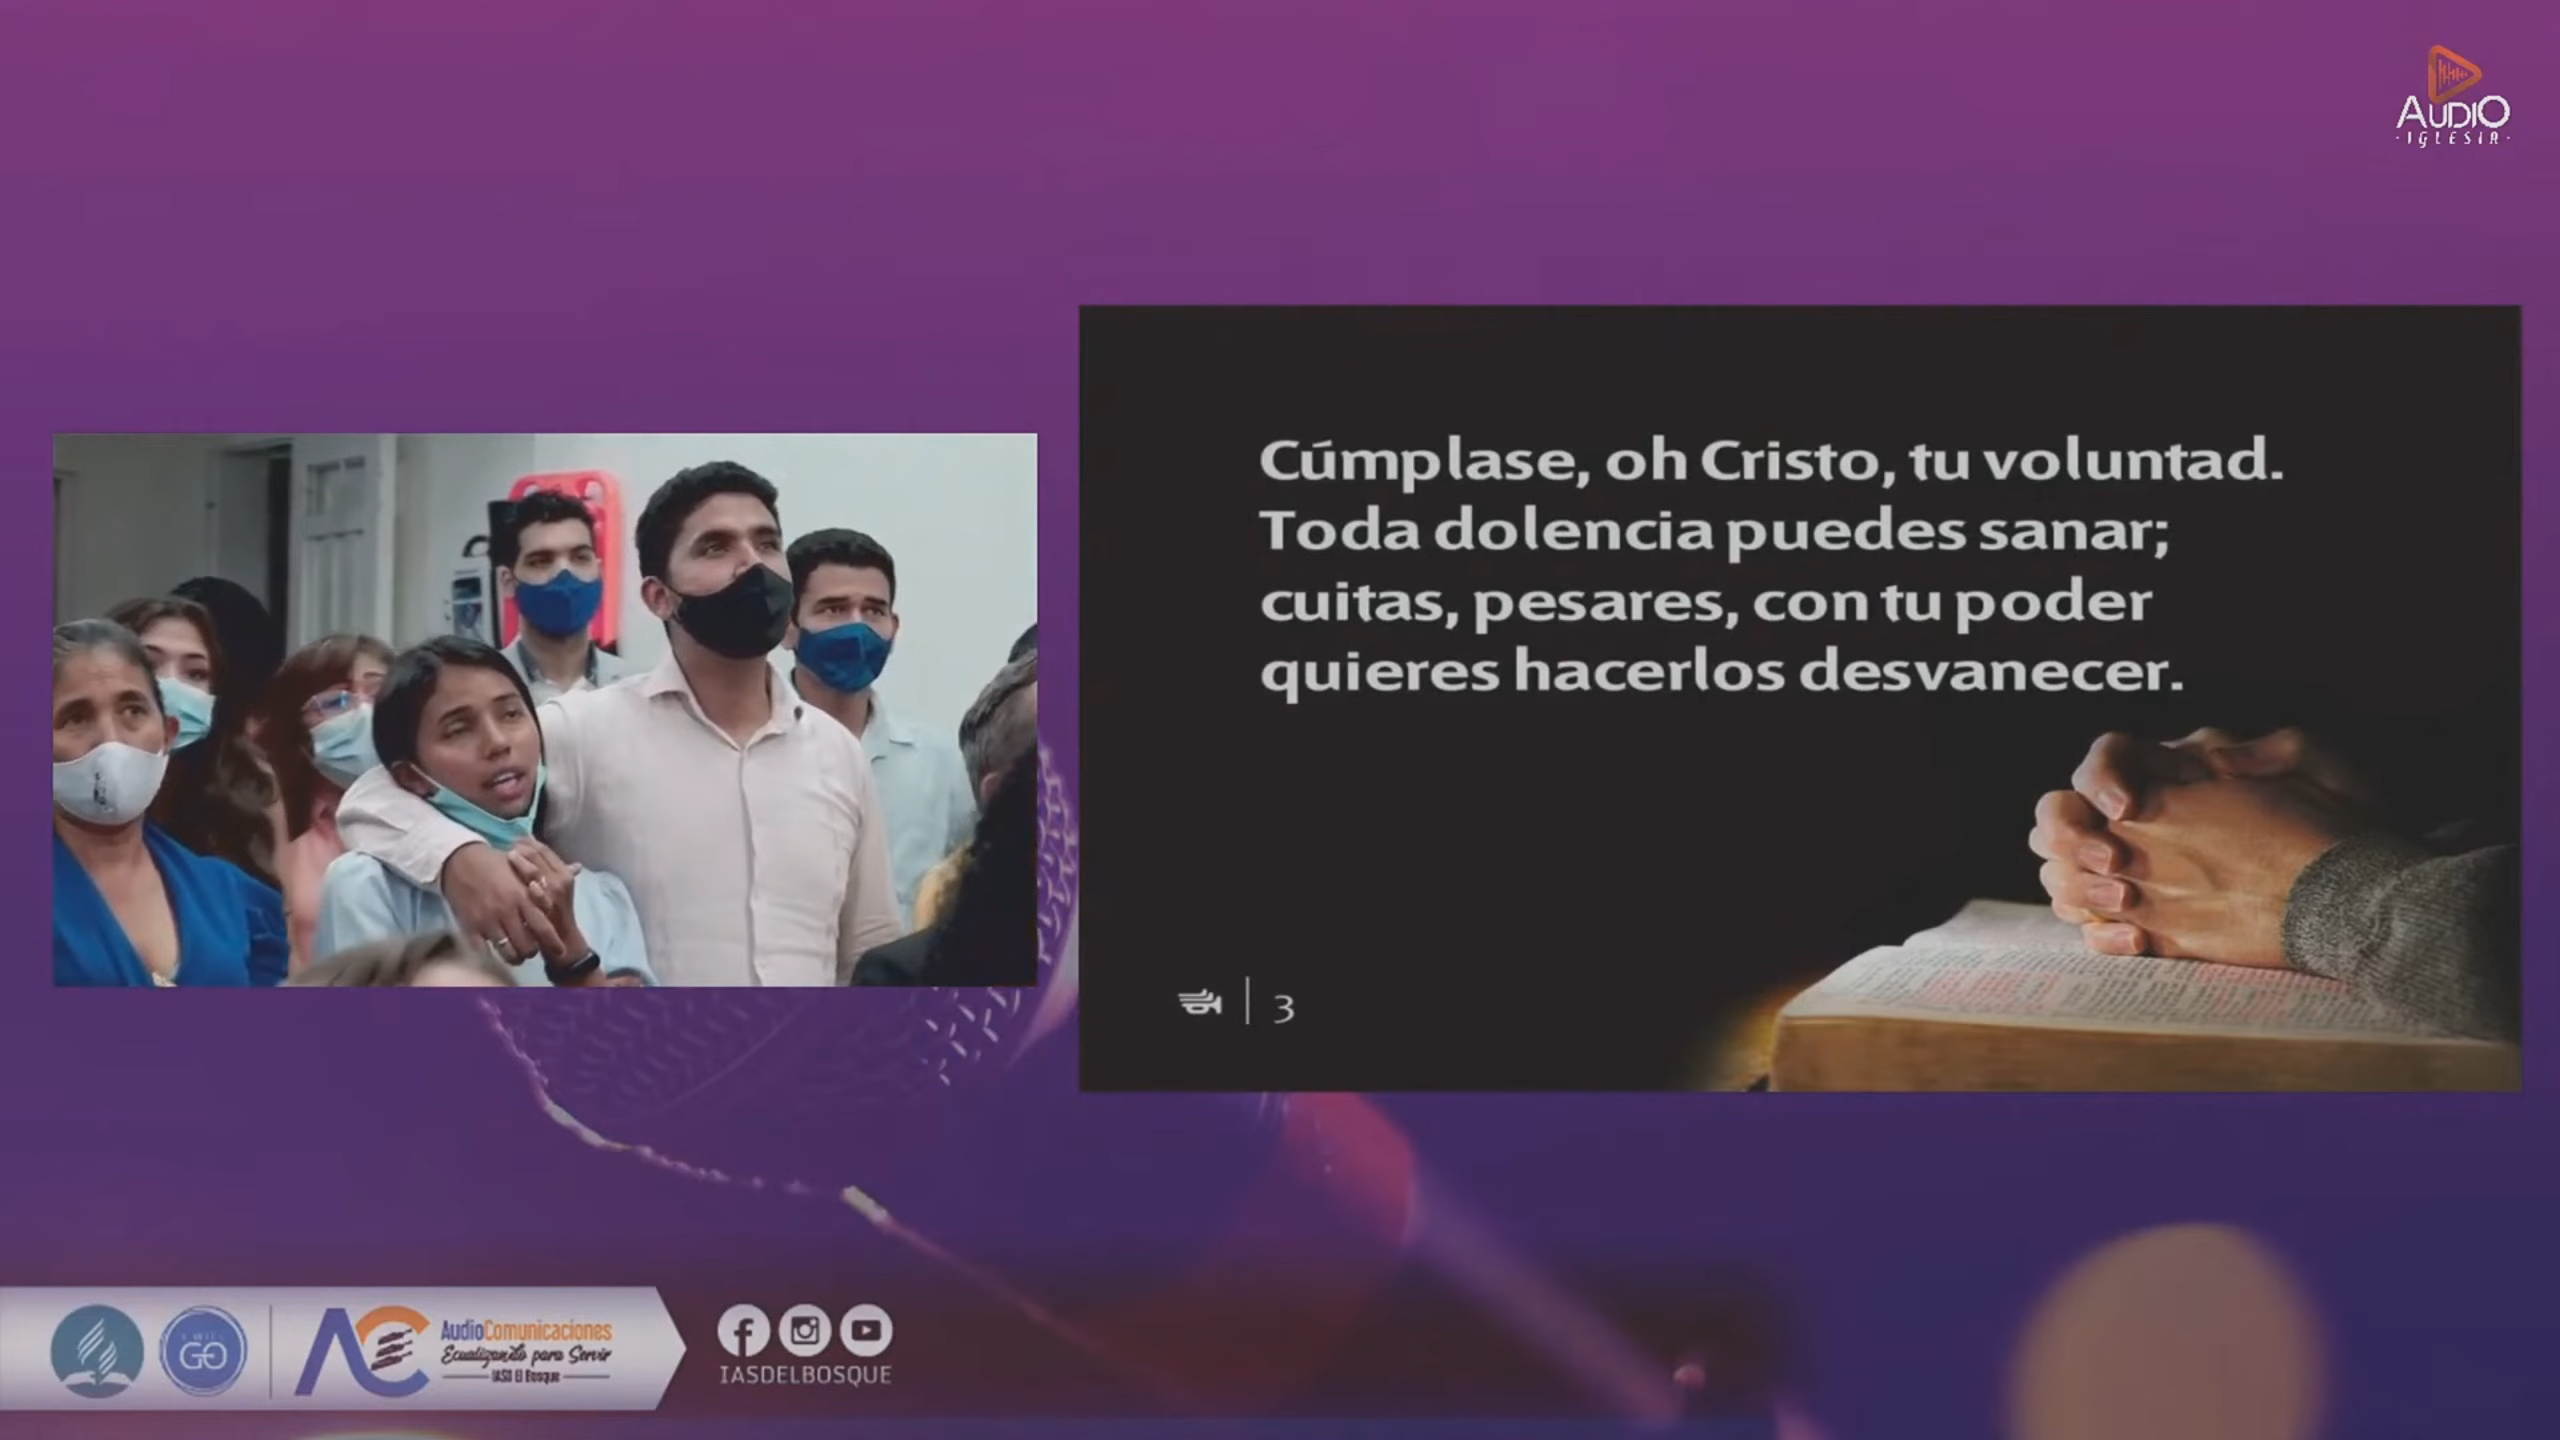 AUDIO
·IGLESIA·
Cúmplase, oh Cristo, tu voluntad.
Toda dolencia puedes sanar;
cuitas, pesares, con tu poder
quieres hacerlos desvanecer.
3
GO
AC
AudioComunicaciones
Ecualizando para Servir
IASD El Bosque
IASDELBOSQUE